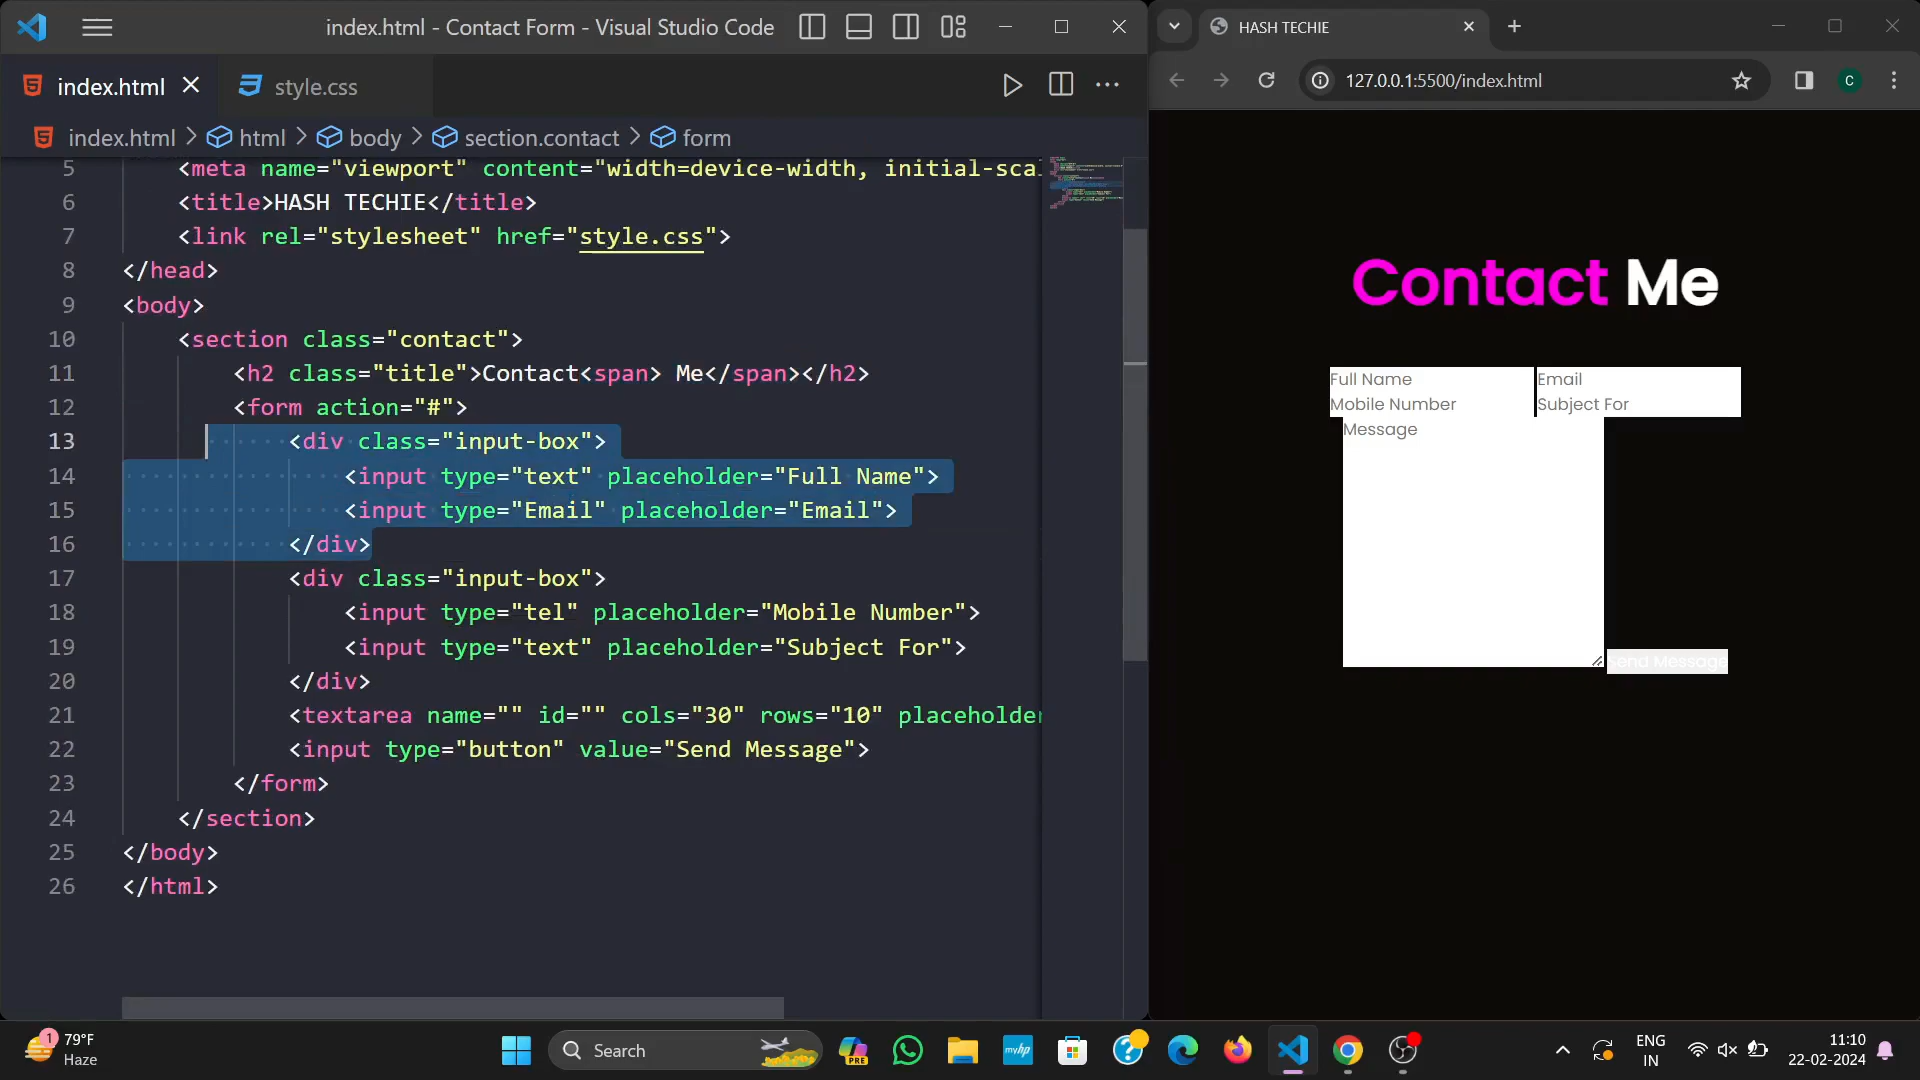 index.html - Contact Form - Visual Studio Code
index.html
style.css
index.html > html > body > section.contact > form
5 <meta name="viewport" content="width=device-width, initial-sca
6 <title>HASH TECHIE</title>
7 <link rel="stylesheet" href="style.css">
8 </head>
9 <body>
10 <section class="contact">
11 <h2 class="title">Contact<span> Me</span></h2>
12 <form action="#">
13 <div class="input-box">
14 <input type="text" placeholder="Full Name">
15 <input type="Email" placeholder="Email">
16 </div>
17 <div class="input-box">
18 <input type="tel" placeholder="Mobile Number">
19 <input type="text" placeholder="Subject For">
20 </div>
21 <textarea name="" id="" cols="30" rows="10" placeholder
22 <input type="button" value="Send Message">
23 </form>
24 </section>
25 </body>
26 </html>
HASH TECHIE
127.0.0.1:5500/index.html
C
Contact Me
Full Name Email
Mobile Number Subject For
Message
Send Message
1
79°F
Haze
Search
PRE
myhp
ENG
IN
11:10
22-02-2024